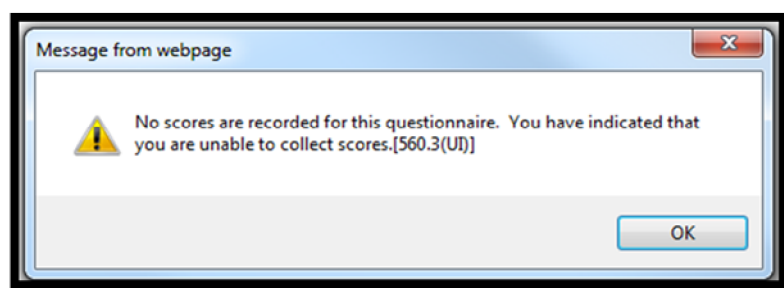 Message from webpage
No scores are recorded for this questionnaire.  You have indicated that
you are unable to collect scores.[560.3(UI)]
OK